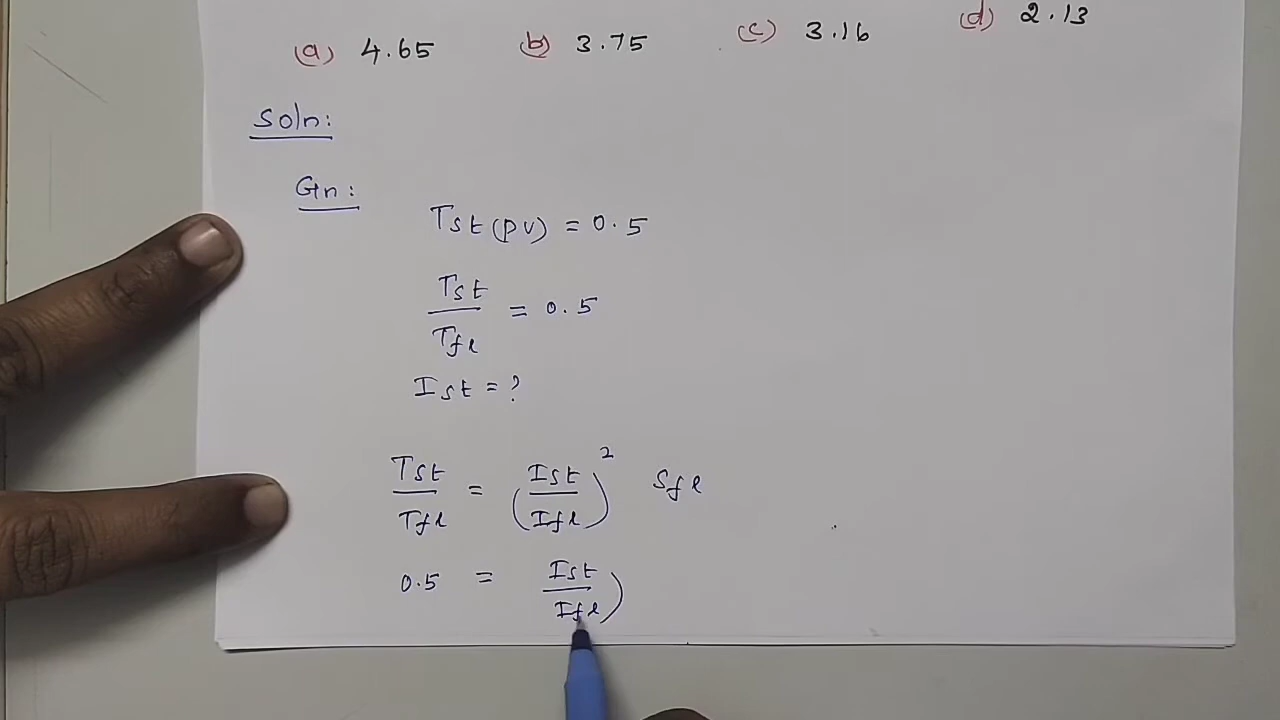 (a) 4.65 (b) 3.75 (c) 3.16 (d) 2.13
Soln:
Gn:
Tst(pu) = 0.5
Tst/Tfl = 0.5
Ist = ?
Tst/Tfl = (Ist/Ifl)² Sfl
0.5 = Ist/Ifl)